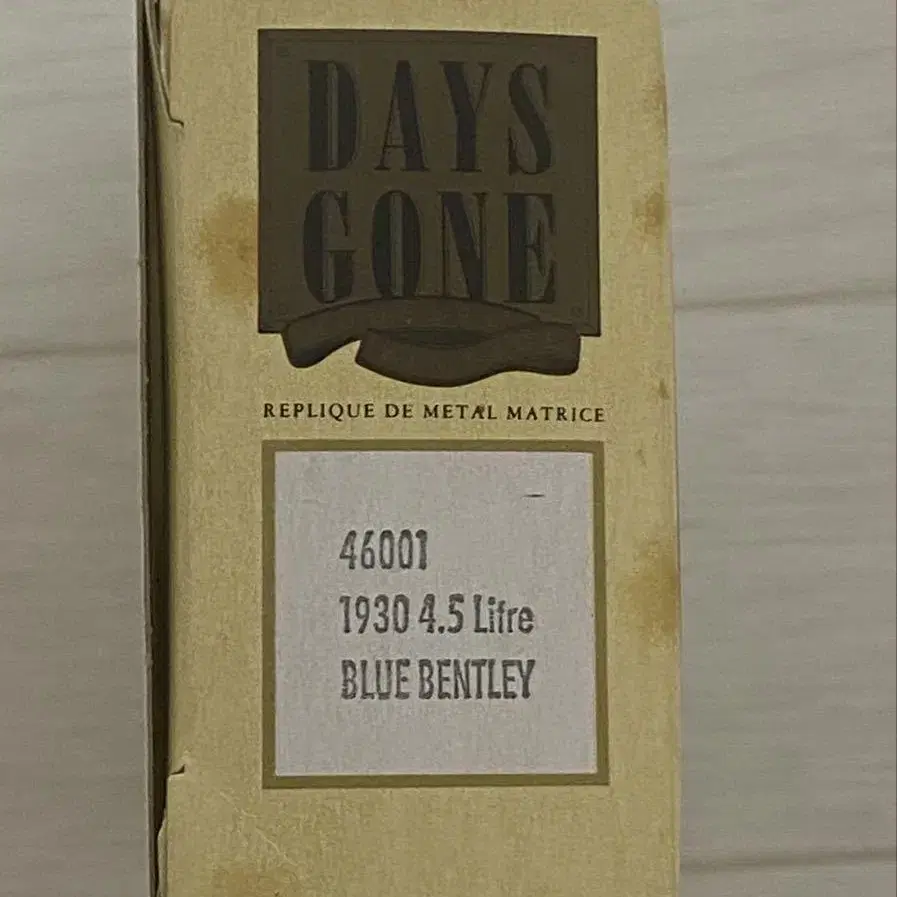 DAYS
GONE
REPLIQUE DE METAL MATRICE
46001
1930 4.5 Litre
BLUE BENTLEY